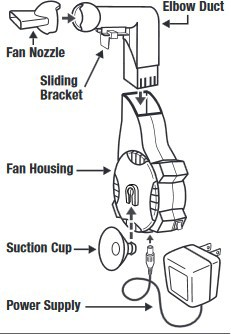 Elbow Duct
Fan Nozzle
Sliding
Bracket
Fan Housing
Suction Cup
Power Supply